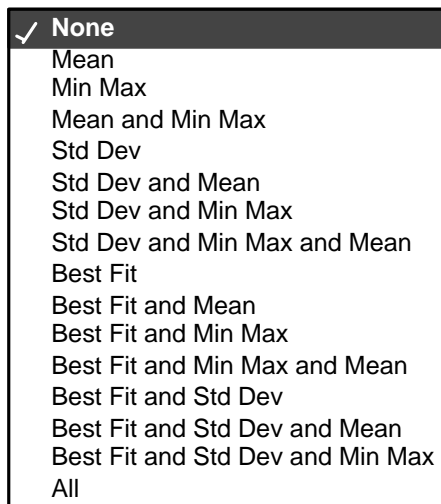 None
Mean
Min Max
Mean and Min Max
Std Dev
Std Dev and Mean
Std Dev and Min Max
Std Dev and Min Max and Mean
Best Fit
Best Fit and Mean
Best Fit and Min Max
Best Fit and Min Max and Mean
Best Fit and Std Dev
Best Fit and Std Dev and Mean
Best Fit and Std Dev and Min Max
All